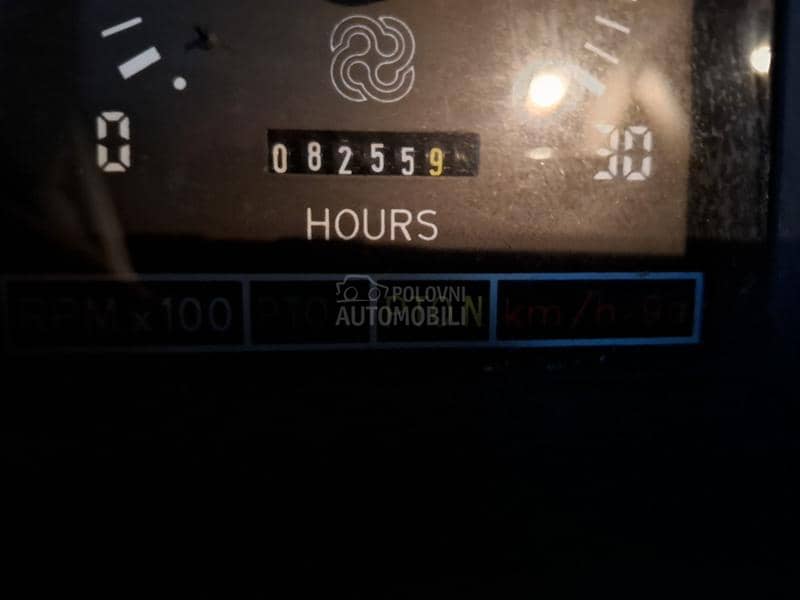 0 30
082559
HOURS
RPM x100 PTO N km/h
POLOVNI
AUTOMOBILI